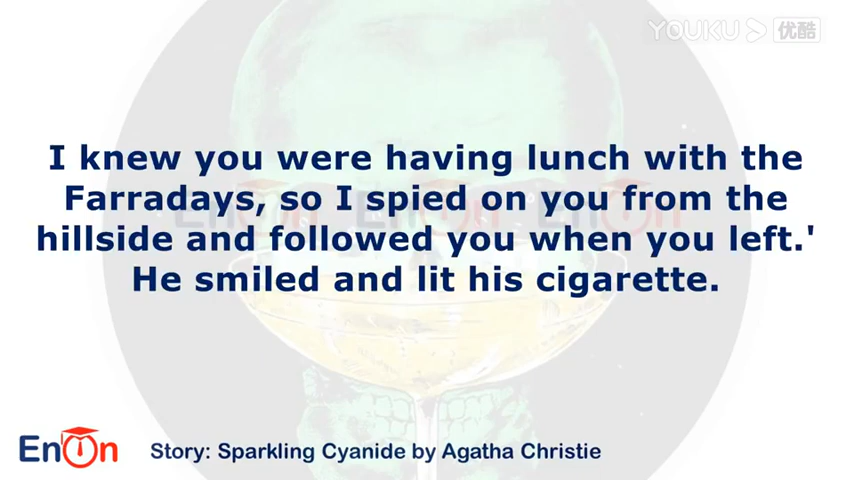 YOUKU 优酷
I knew you were having lunch with the
Farradays, so I spied on you from the
hillside and followed you when you left.'
He smiled and lit his cigarette.
EnOn
Story: Sparkling Cyanide by Agatha Christie